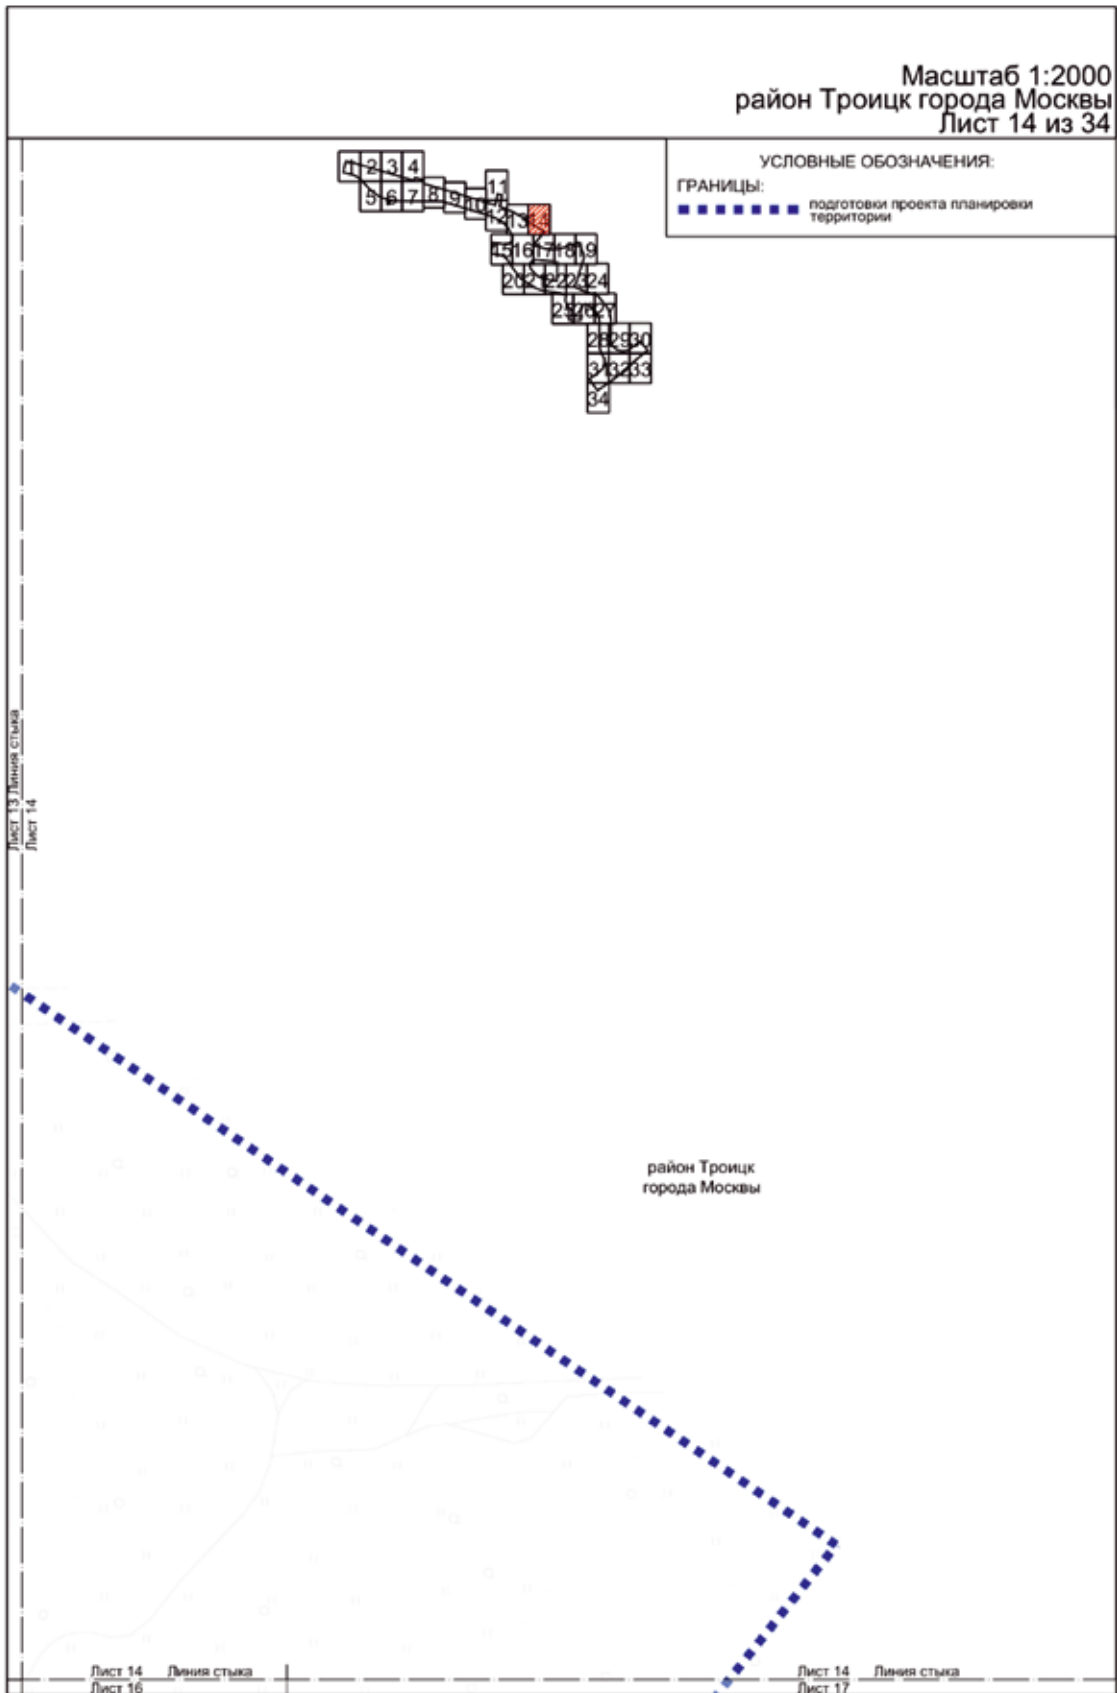 Масштаб 1:2000
район Троицк города Москвы
Лист 14 из 34
УСЛОВНЫЕ ОБОЗНАЧЕНИЯ:
ГРАНИЦЫ:
подготовки проекта планировки
территории
1 2 3 4
5 6 7 8 9 10 11
12 13 14
15 16 17 18 19
20 21 22 23 24
25 26 27
28 29 30
31 32 33
34
Лист 13 Линия стыка
Лист 14
район Троицк
города Москвы
Лист 14 Линия стыка
Лист 16
Лист 14 Линия стыка
Лист 17